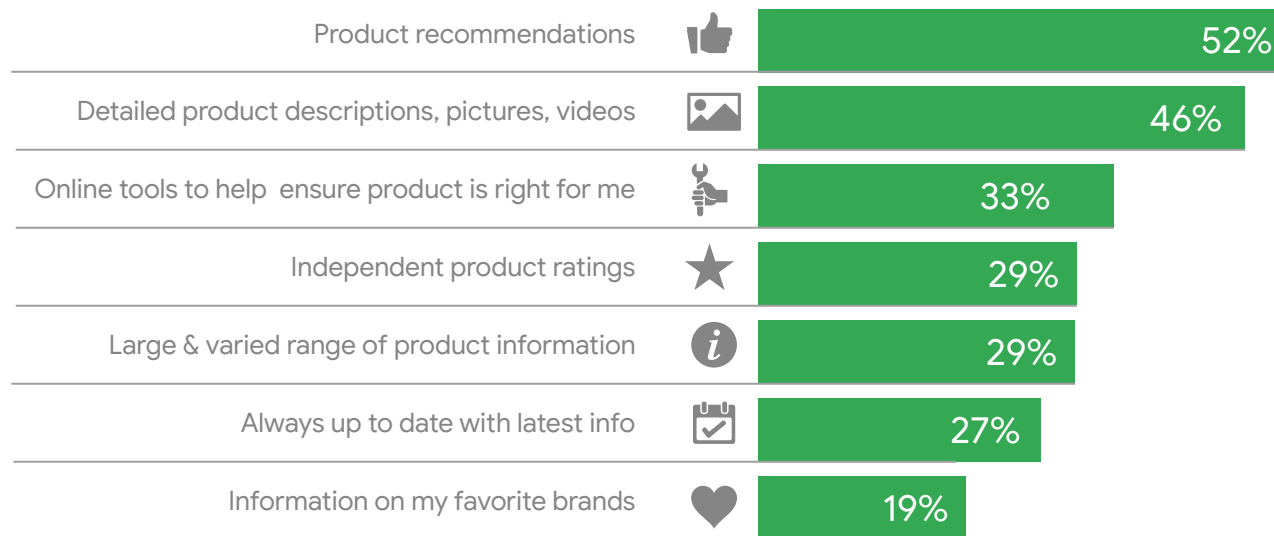 Product recommendations 52%
Detailed product descriptions, pictures, videos 46%
Online tools to help  ensure product is right for me 33%
Independent product ratings 29%
Large & varied range of product information 29%
Always up to date with latest info 27%
Information on my favorite brands 19%